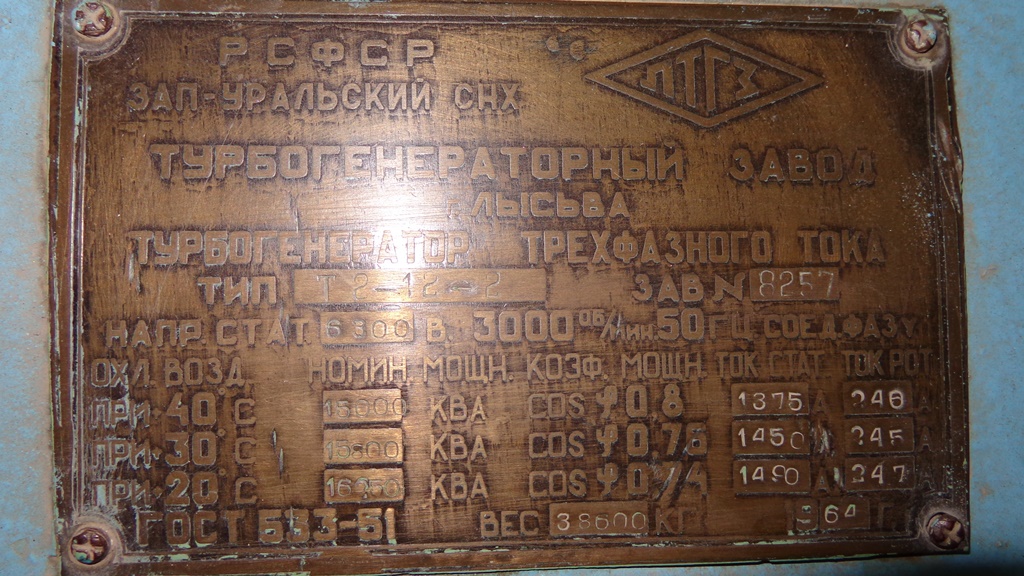 РСФСР
ЛТГЗ
ЗАП-УРАЛЬСКИЙ СНХ
ТУРБОГЕНЕРАТОРНЫЙ ЗАВОД
ЛЫСЬВА
ТУРБОГЕНЕРАТОР ТРЕХФАЗНОГО ТОКА
ТИП Т2-12-2 ЗАВ N 8257
НАПР. СТАТ. 6300 В. 3000 об/мин. 50 ГЦ СОЕД. ФАЗ Y
ОХЛ. ВОЗД. НОМИН МОЩН. КОЭФ. МОЩН. ТОК СТАТ. ТОК РОТ.
ПРИ+40°С 15000 КВА COS φ 0,8 1375 А 246 А
ПРИ+30°С 15800 КВА COS φ 0,76 1450 А 245 А
ПРИ+20°С КВА COS φ 0,74 1490 А 247 А
ГОСТ 533-51 ВЕС 38600 КГ. 1964 Г.